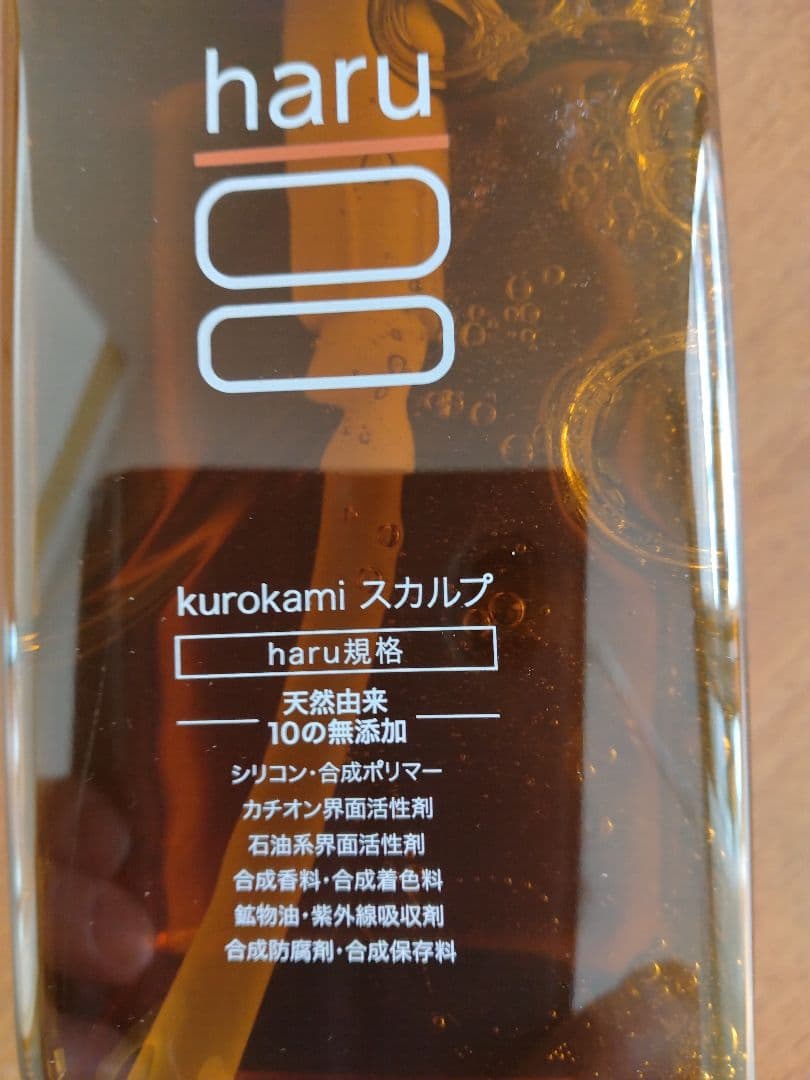 haru
kurokami スカルプ
haru規格
天然由来
10の無添加
シリコン・合成ポリマー
カチオン界面活性剤
石油系界面活性剤
合成香料・合成着色料
鉱物油・紫外線吸収剤
合成防腐剤・合成保存料